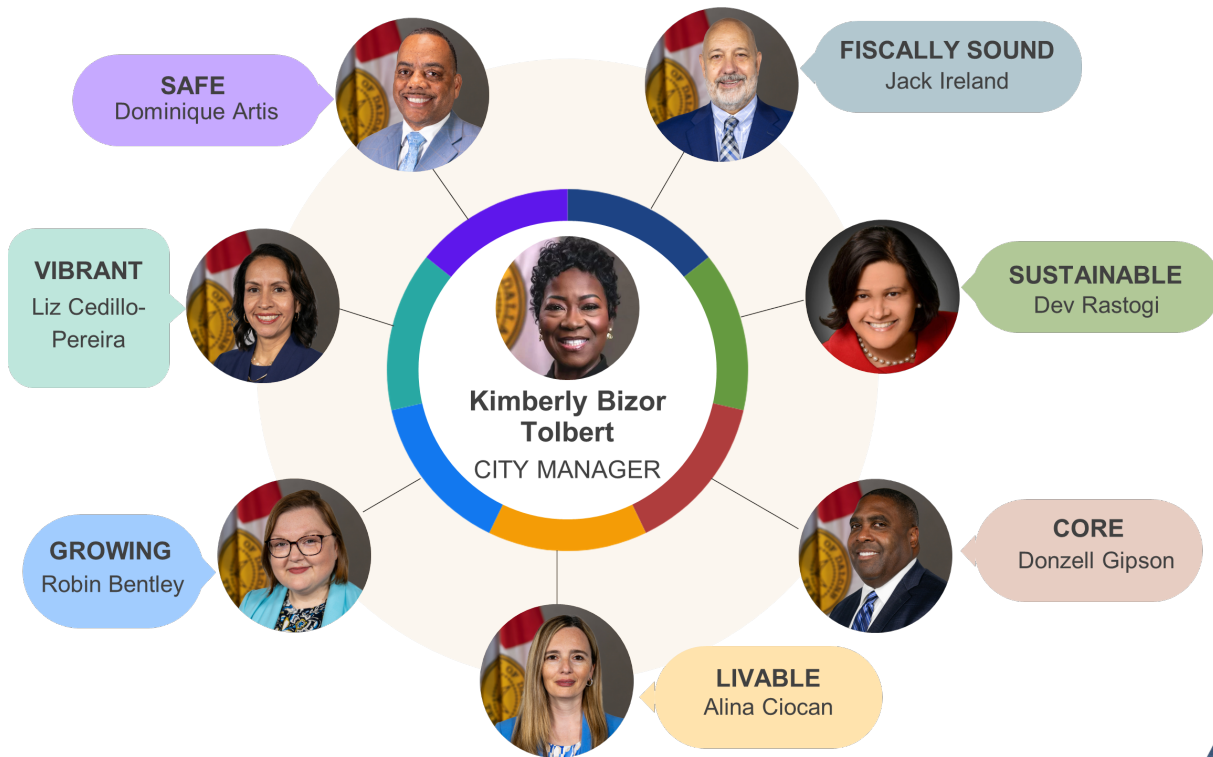 SAFE
Dominique Artis
FISCALLY SOUND
Jack Ireland
VIBRANT
Liz Cedillo-
Pereira
SUSTAINABLE
Dev Rastogi
Kimberly Bizor
Tolbert
CITY MANAGER
GROWING
Robin Bentley
CORE
Donzell Gipson
LIVABLE
Alina Ciocan